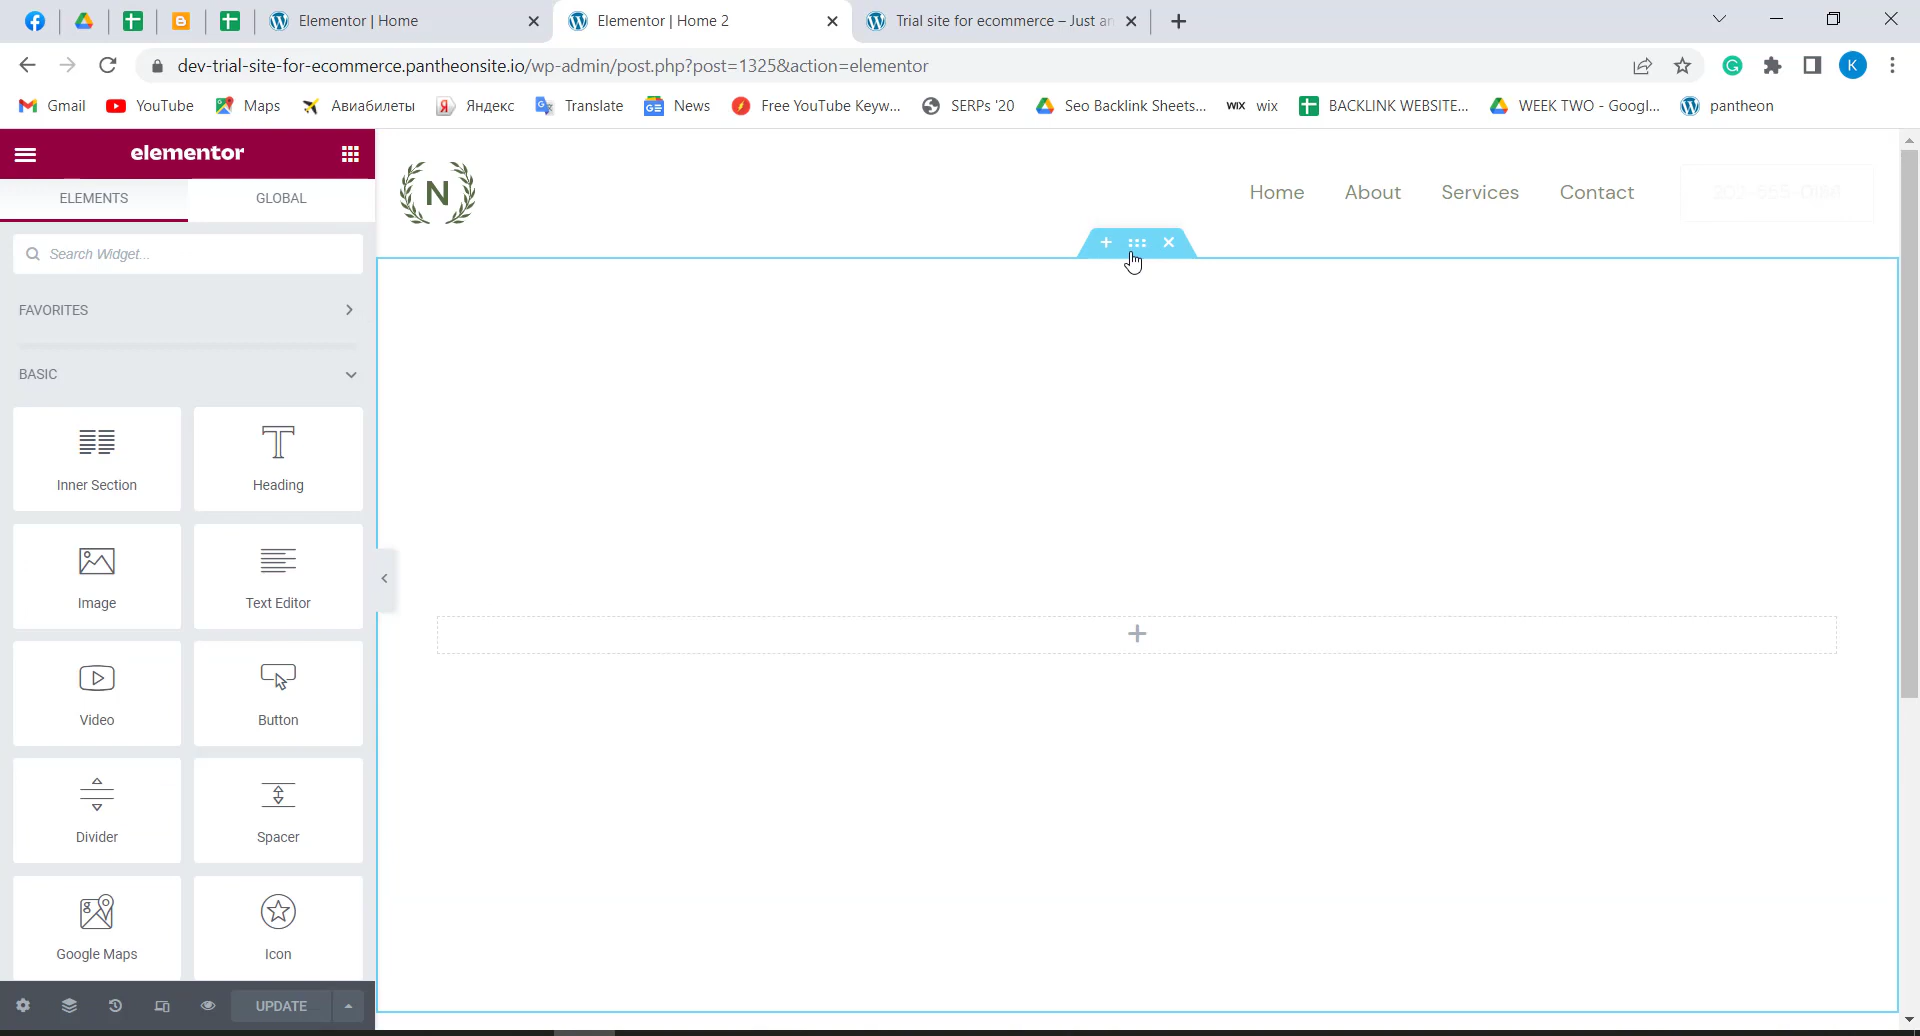 Elementor | Home
Elementor | Home 2
Trial site for ecommerce – Just an
dev-trial-site-for-ecommerce.pantheonsite.io/wp-admin/post.php?post=1325&action=elementor
K
Gmail YouTube Maps Авиабилеты Яндекс Translate News Free YouTube Keyw... SERPs '20 Seo Backlink Sheets... WiX wix BACKLINK WEBSITE... WEEK TWO - Googl... pantheon
elementor
ELEMENTS GLOBAL
Search Widget...
FAVORITES
BASIC
Inner Section Heading
Image Text Editor
Video Button
Divider Spacer
Google Maps Icon
UPDATE
N
Home About Services Contact